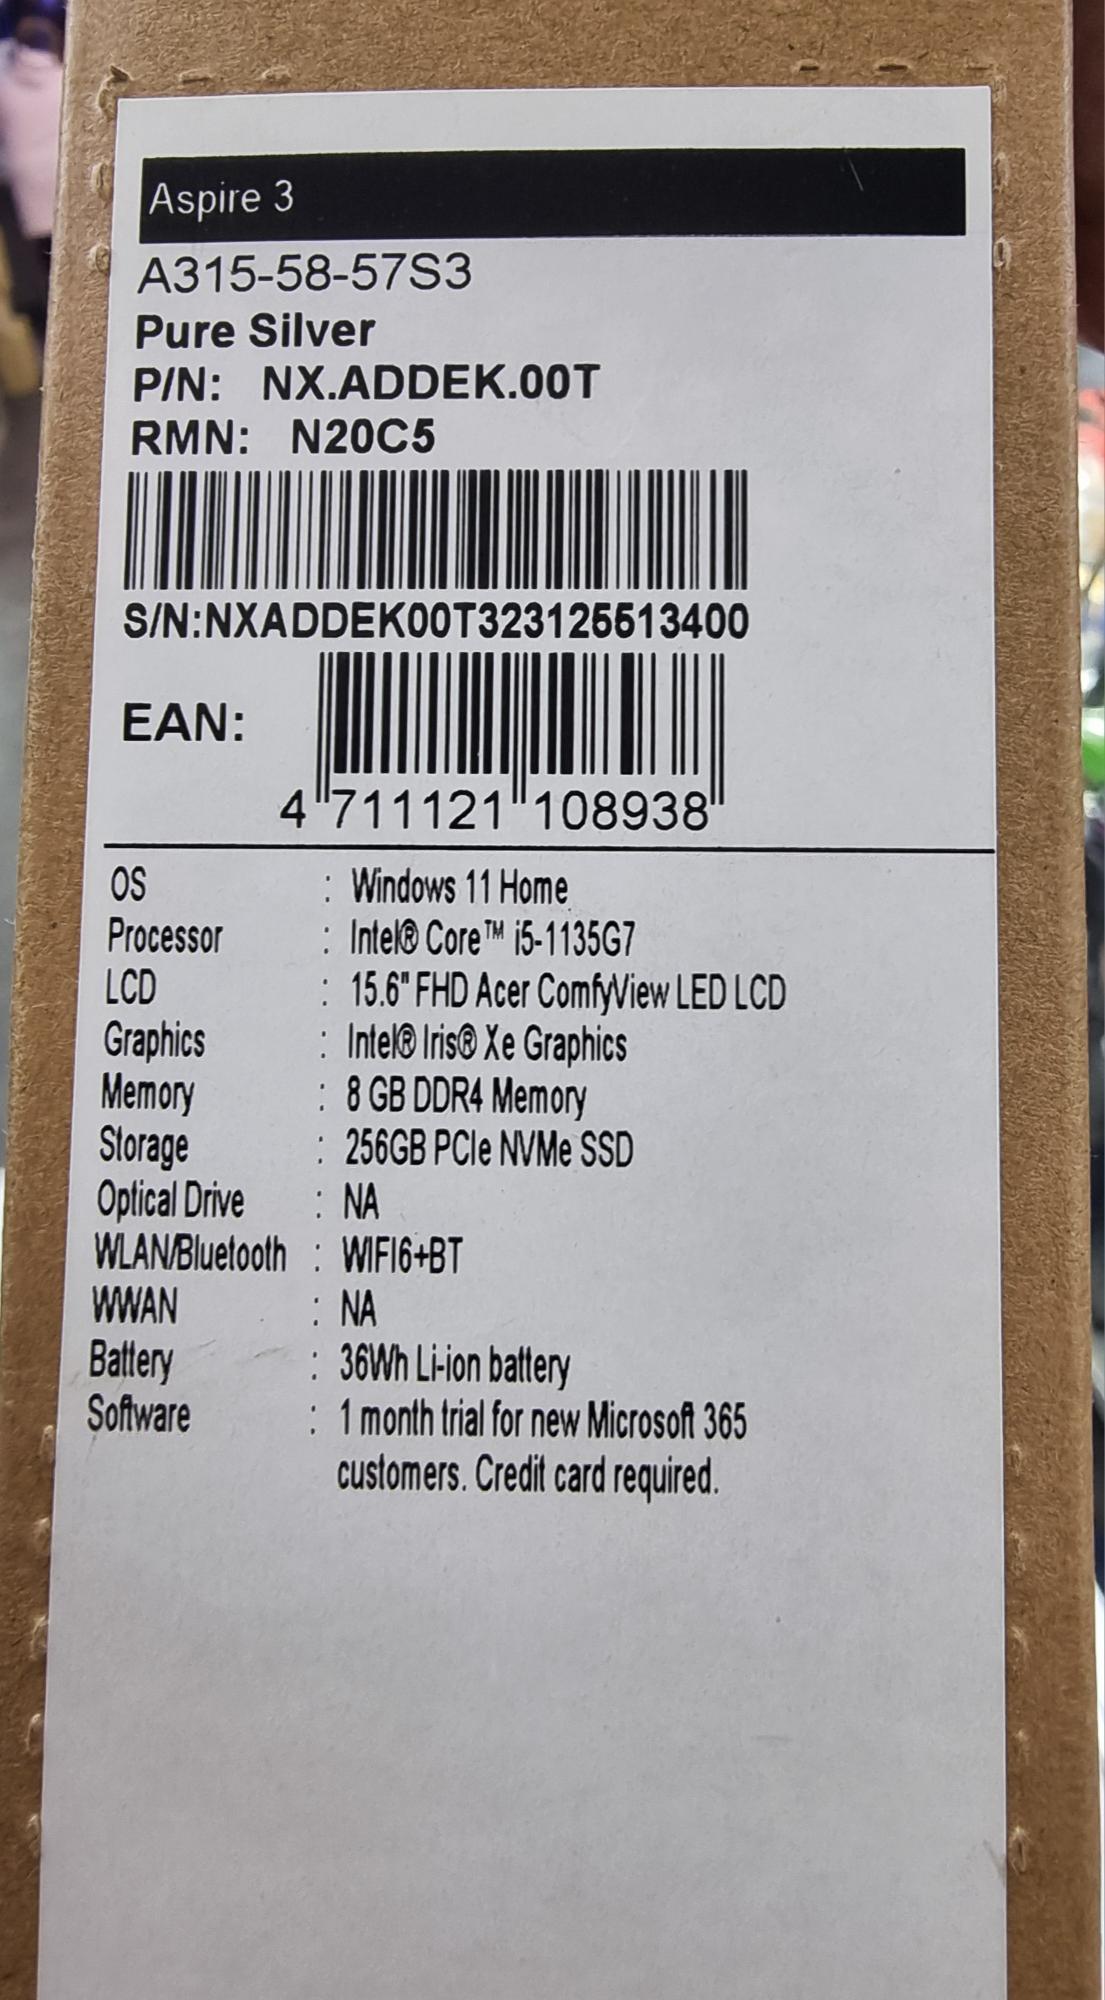 Aspire 3
A315-58-57S3
Pure Silver
P/N: NX.ADDEK.00T
RMN: N20C5
S/N:NXADDEK00T323125513400
EAN:
4 711121 108938
OS : Windows 11 Home
Processor : Intel® Core™ i5-1135G7
LCD : 15.6" FHD Acer ComfyView LED LCD
Graphics : Intel® Iris® Xe Graphics
Memory : 8 GB DDR4 Memory
Storage : 256GB PCIe NVMe SSD
Optical Drive : NA
WLAN/Bluetooth : WIFI6+BT
WWAN : NA
Battery : 36Wh Li-ion battery
Software : 1 month trial for new Microsoft 365
customers. Credit card required.